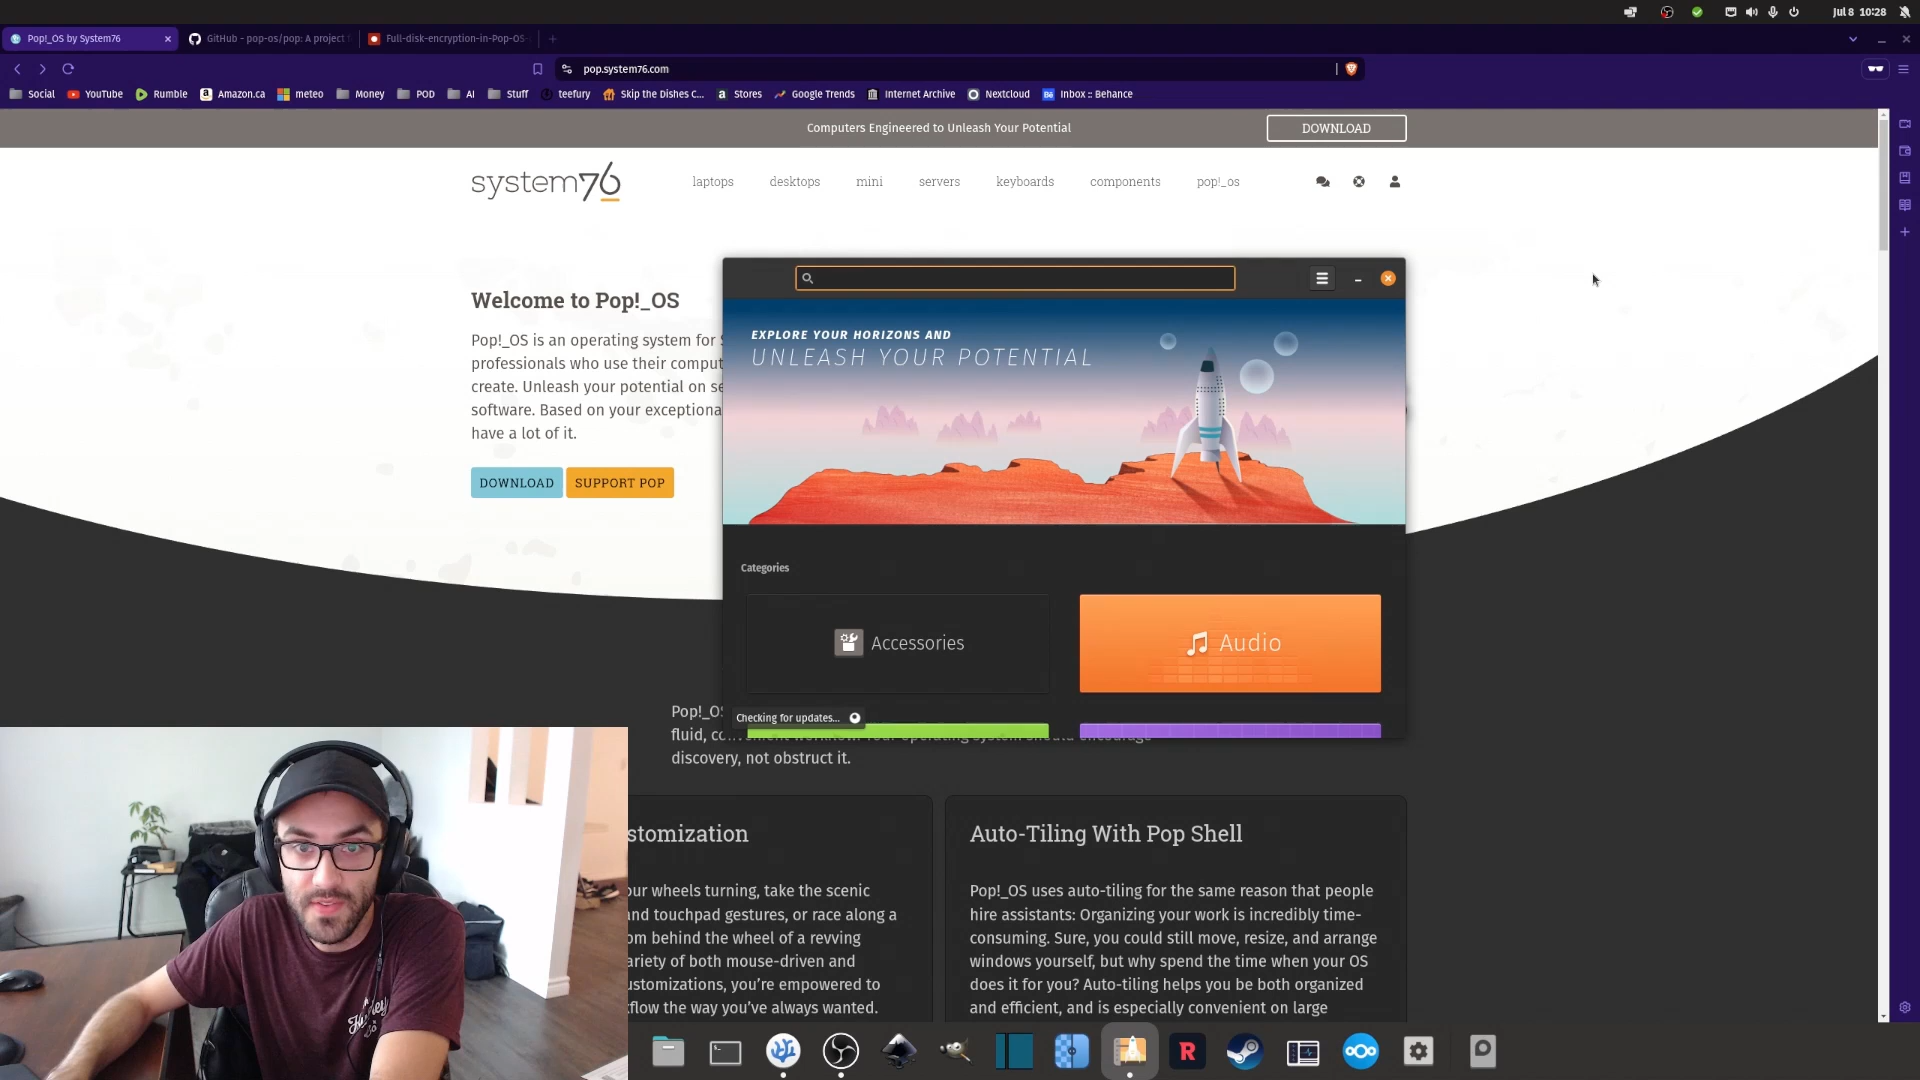 Jul 8 10:28
Pop!_OS by System76
GitHub - pop-os/pop: A project
Full-disk-encryption-in-Pop-OS-
pop.system76.com
Social
YouTube
Rumble
Amazon.ca
meteo
Money
POD
AI
Stuff
teefury
Skip the Dishes C...
Stores
Google Trends
Internet Archive
Nextcloud
Inbox :: Behance
Computers Engineered to Unleash Your Potential
DOWNLOAD
system76
laptops
desktops
mini
servers
keyboards
components
pop!_os
Welcome to Pop!_OS
Pop!_OS is an operating system for
professionals who use their comput
create. Unleash your potential on se
software. Based on your exceptiona
have a lot of it.
DOWNLOAD
SUPPORT POP
EXPLORE YOUR HORIZONS AND
UNLEASH YOUR POTENTIAL
Categories
Accessories
Audio
Checking for updates...
Pop!_OS
fluid, convenient workflow. Your operating system should encourage
discovery, not obstruct it.
stomization
our wheels turning, take the scenic
and touchpad gestures, or race along a
om behind the wheel of a revving
ariety of both mouse-driven and
ustomizations, you're empowered to
flow the way you've always wanted.
Auto-Tiling With Pop Shell
Pop!_OS uses auto-tiling for the same reason that people
hire assistants: Organizing your work is incredibly time-
consuming. Sure, you could still move, resize, and arrange
windows yourself, but why spend the time when your OS
does it for you? Auto-tiling helps you be both organized
and efficient, and is especially convenient on large